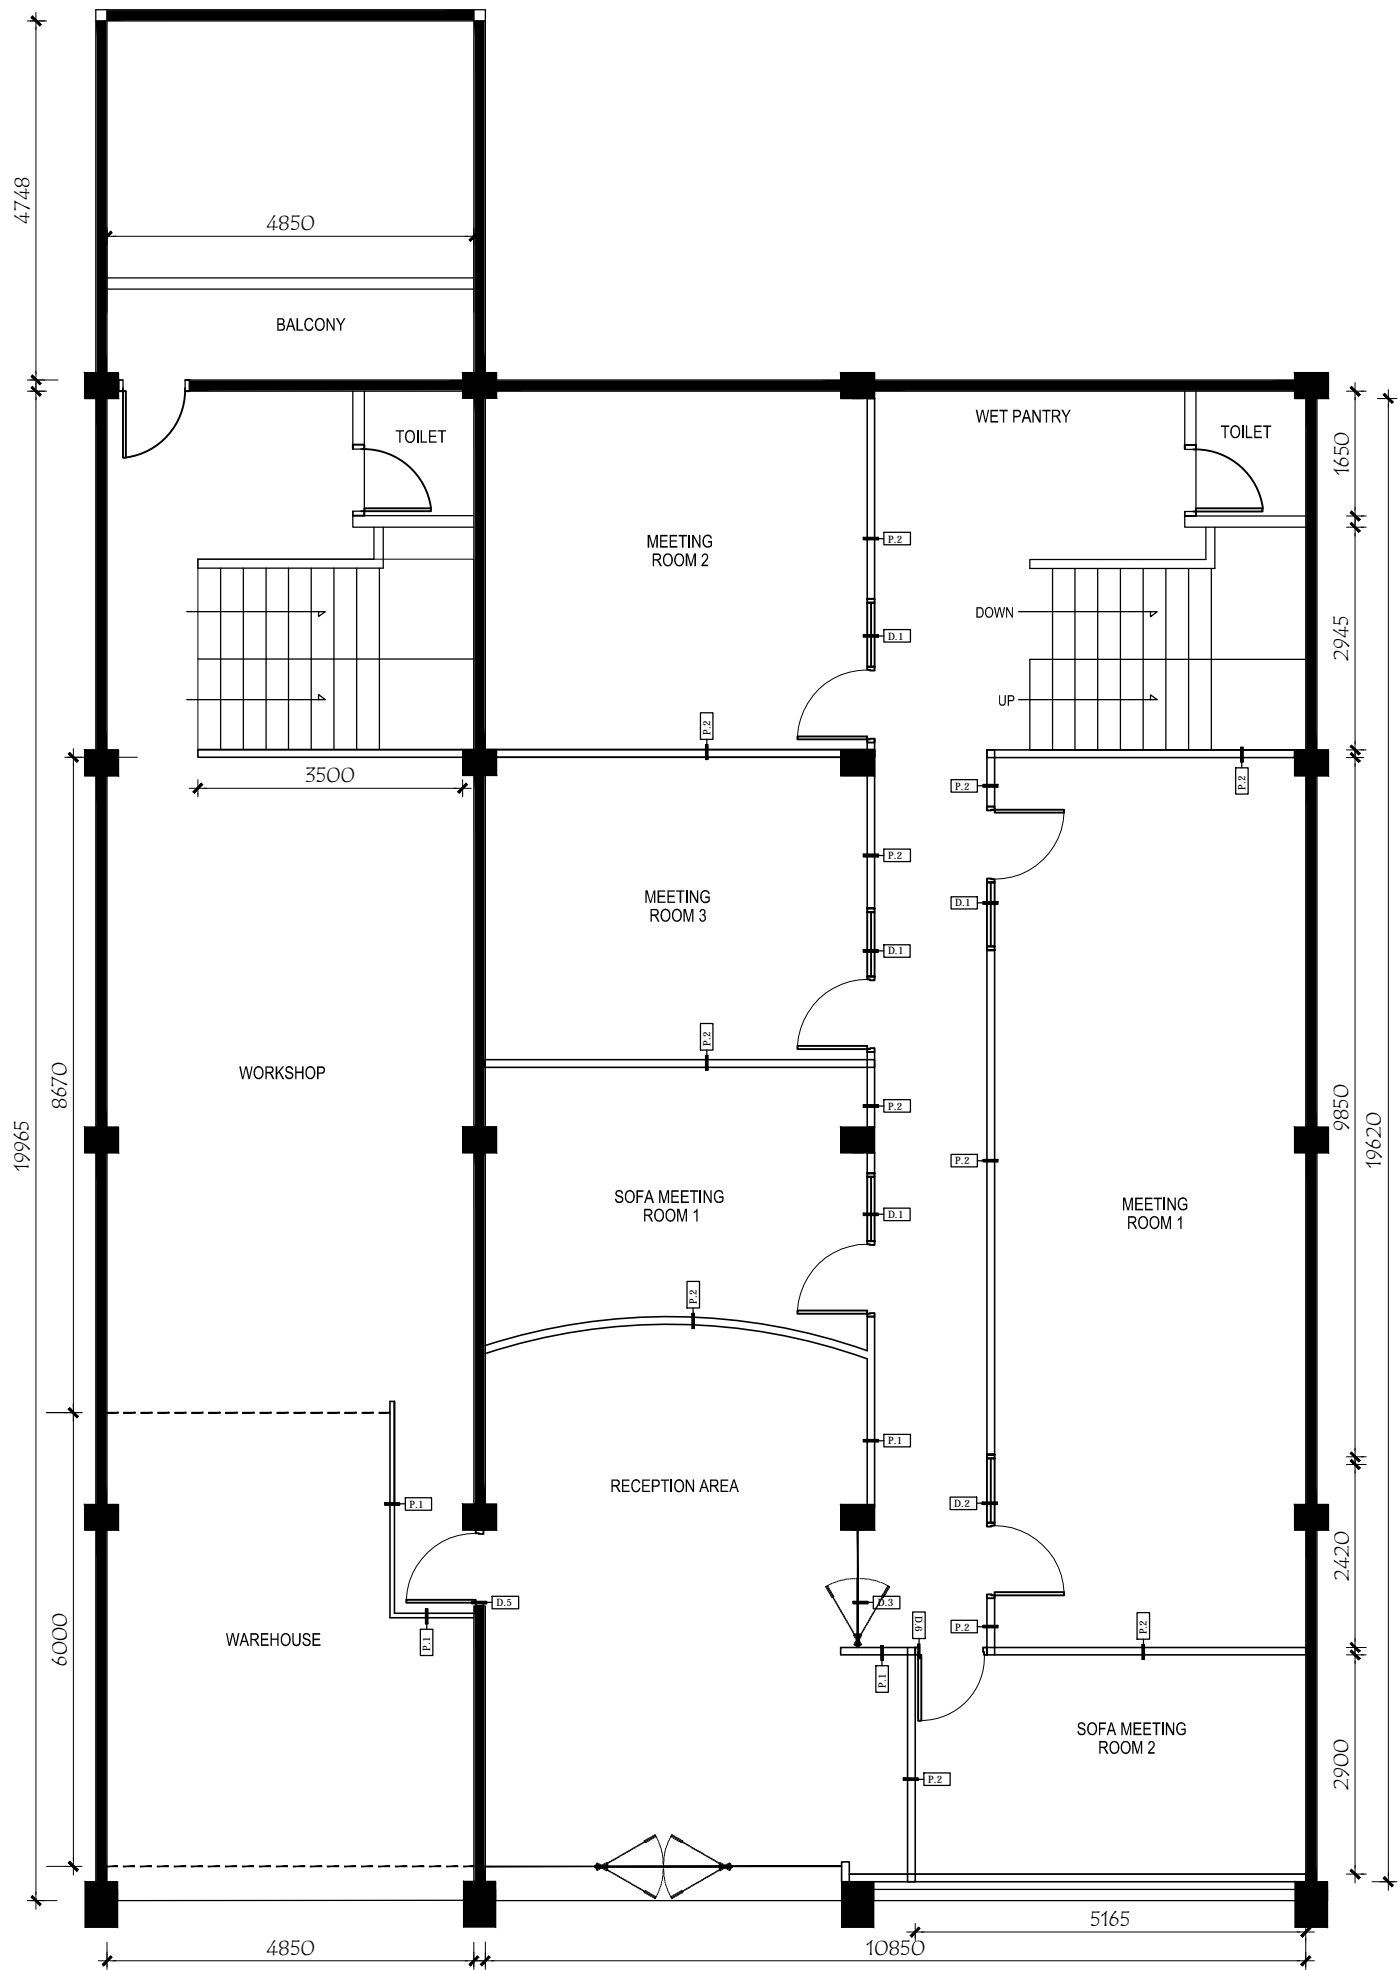 4748
4850
BALCONY
WET PANTRY
TOILET
TOILET
1650
MEETING
ROOM 2
P.2
DOWN
D.1
2945
UP
P.2
3500
P.2
P.2
P.2
MEETING
ROOM 3
D.1
D.1
P.2
WORKSHOP
8670
P.2
9850
19965
19620
P.2
SOFA MEETING
ROOM 1
D.1
MEETING
ROOM 1
P.2
P.1
RECEPTION AREA
P.1
D.2
2420
D.5
D.3
6000
WAREHOUSE
P.1
D.6
P.2
P.2
P.1
SOFA MEETING
ROOM 2
2900
P.2
5165
4850
10850